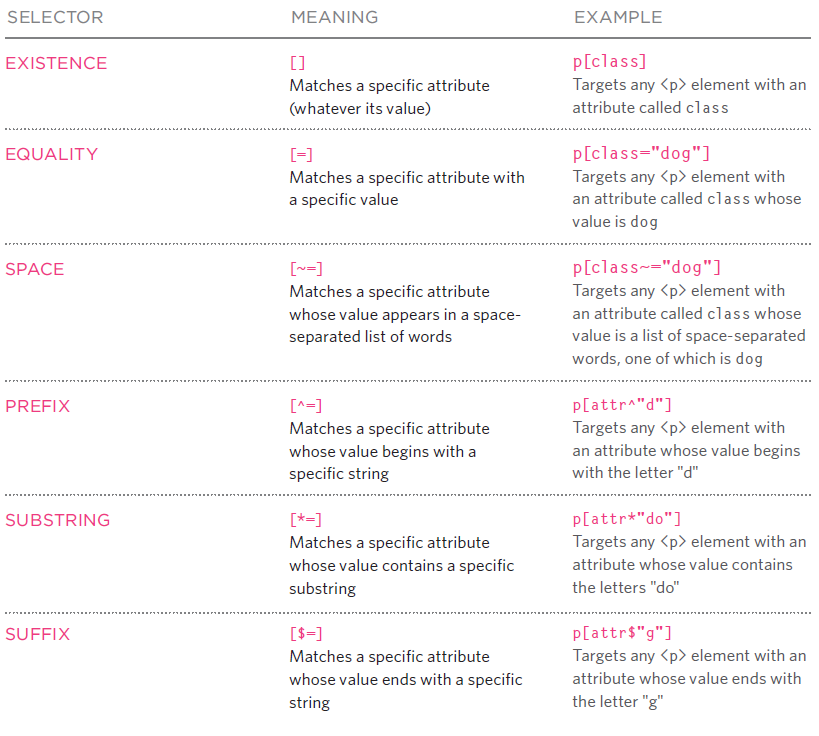 SELECTOR MEANING EXAMPLE
EXISTENCE [] p[class]
Matches a specific attribute Targets any <p> element with an
(whatever its value) attribute called class
EQUALITY [=] p[class="dog"]
Matches a specific attribute with Targets any <p> element with
a specific value an attribute called class whose
value is dog
SPACE [~=] p[class~="dog"]
Matches a specific attribute Targets any <p> element with
whose value appears in a space- an attribute called class whose
separated list of words value is a list of space-separated
words, one of which is dog
PREFIX [^=] p[attr^"d"]
Matches a specific attribute Targets any <p> element with
whose value begins with a an attribute whose value begins
specific string with the letter "d"
SUBSTRING [*=] p[attr*"do"]
Matches a specific attribute Targets any <p> element with an
whose value contains a specific attribute whose value contains
substring the letters "do"
SUFFIX [$=] p[attr$"g"]
Matches a specific attribute Targets any <p> element with an
whose value ends with a specific attribute whose value ends with
string the letter "g"